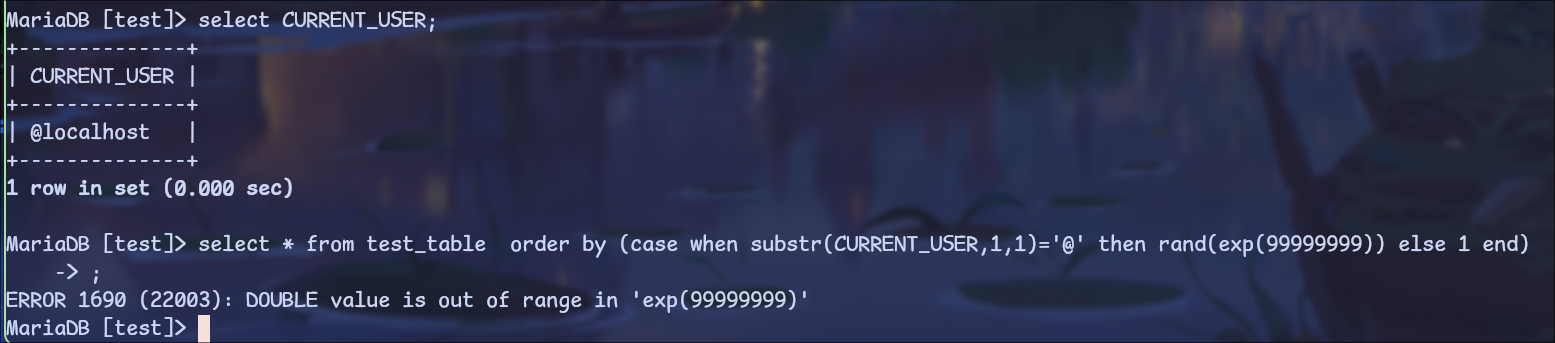 MariaDB [test]> select CURRENT_USER;
+--------------+
| CURRENT_USER |
+--------------+
| @localhost   |
+--------------+
1 row in set (0.000 sec)

MariaDB [test]> select * from test_table  order by (case when substr(CURRENT_USER,1,1)='@' then rand(exp(99999999)) else 1 end)
    -> ;
ERROR 1690 (22003): DOUBLE value is out of range in 'exp(99999999)'
MariaDB [test]>